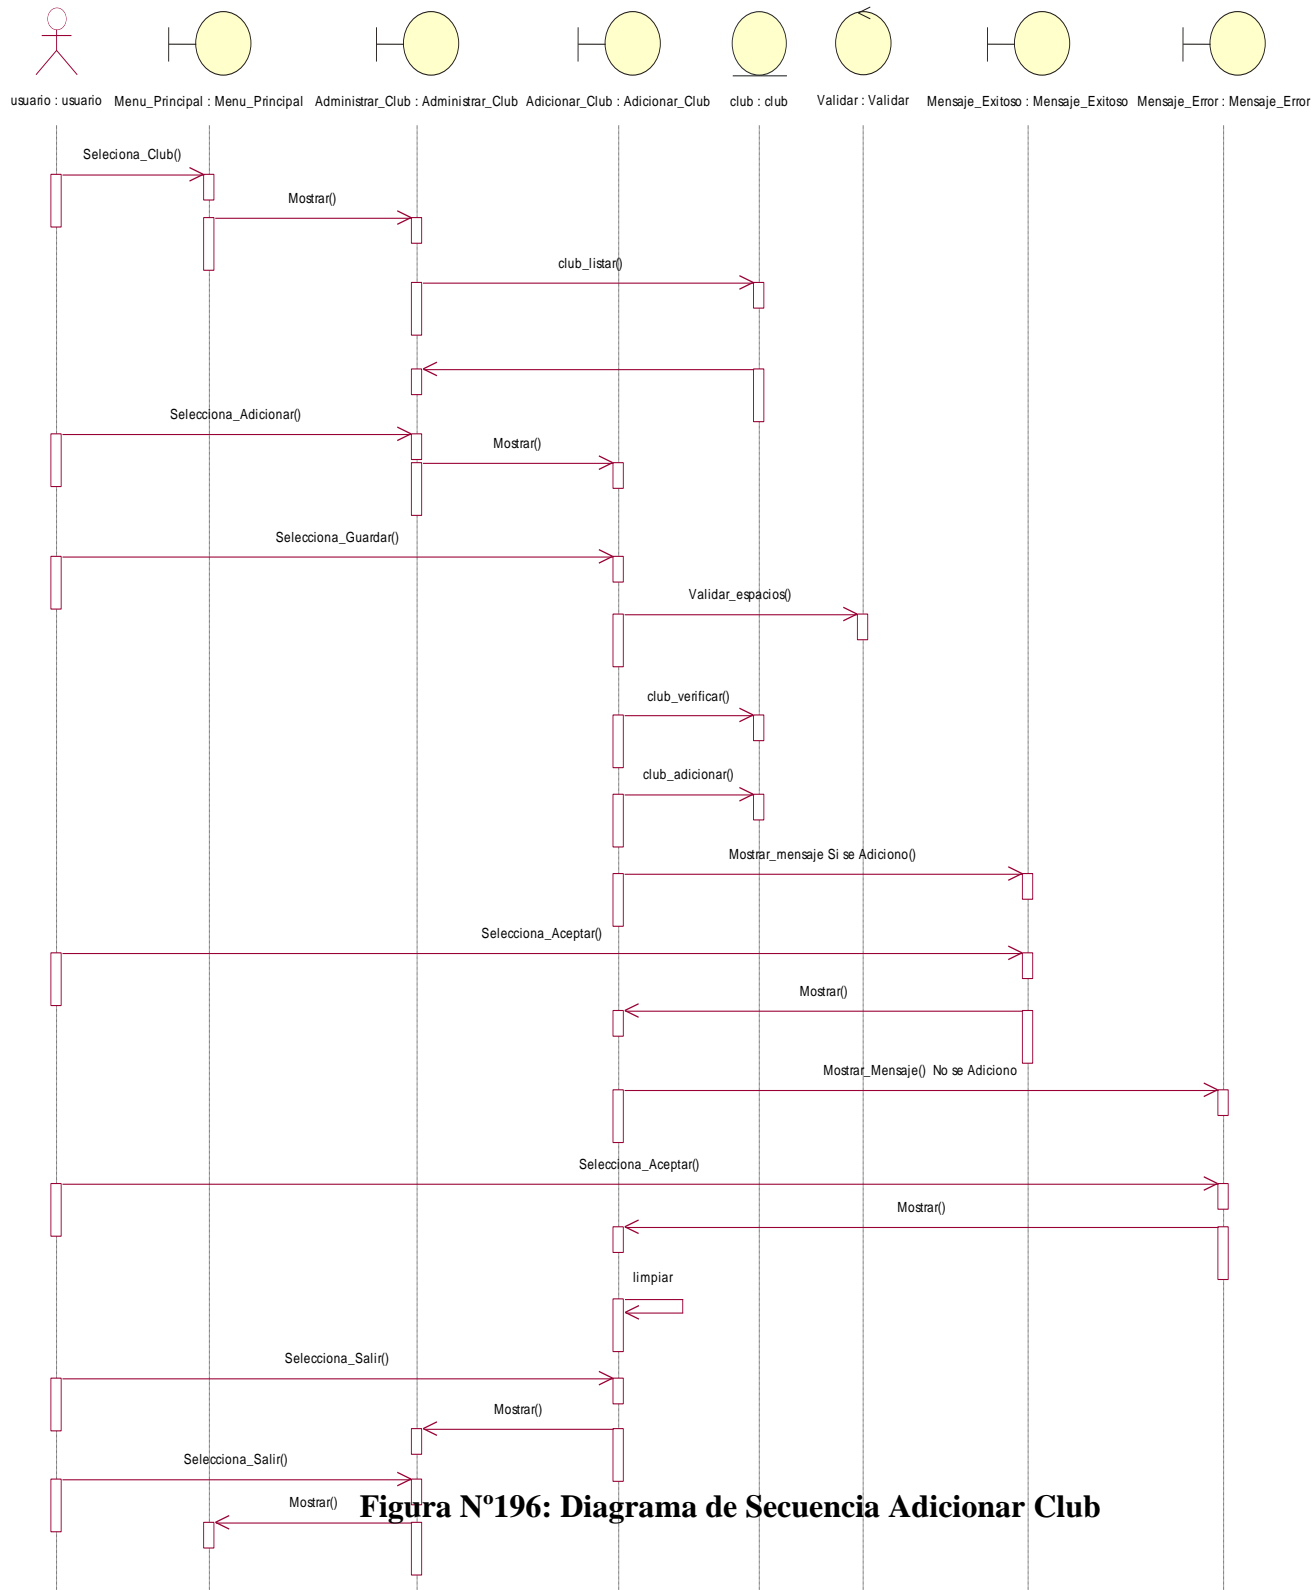 usuario : usuario
Menu_Principal : Menu_Principal
Administrar_Club : Administrar_Club
Adicionar_Club : Adicionar_Club
club : club
Validar : Validar
Mensaje_Exitoso : Mensaje_Exitoso
Mensaje_Error : Mensaje_Error
Seleciona_Club()
Mostrar()
club_listar()
Selecciona_Adicionar()
Mostrar()
Selecciona_Guardar()
Validar_espacios()
club_verificar()
club_adicionar()
Mostrar_mensaje Si se Adiciono()
Selecciona_Aceptar()
Mostrar()
Mostrar_Mensaje() No se Adiciono
Selecciona_Aceptar()
Mostrar()
limpiar
Selecciona_Salir()
Mostrar()
Selecciona_Salir()
Mostrar()
Figura Nº196: Diagrama de Secuencia Adicionar Club